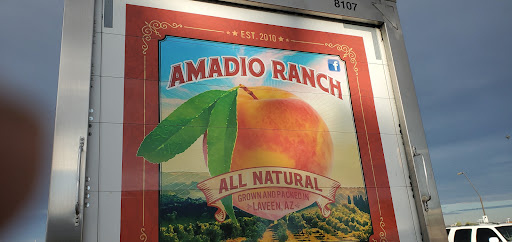 8107
EST. 2010
AMADIO RANCH
f
ALL NATURAL
GROWN AND PACKED IN
LAVEEN, AZ